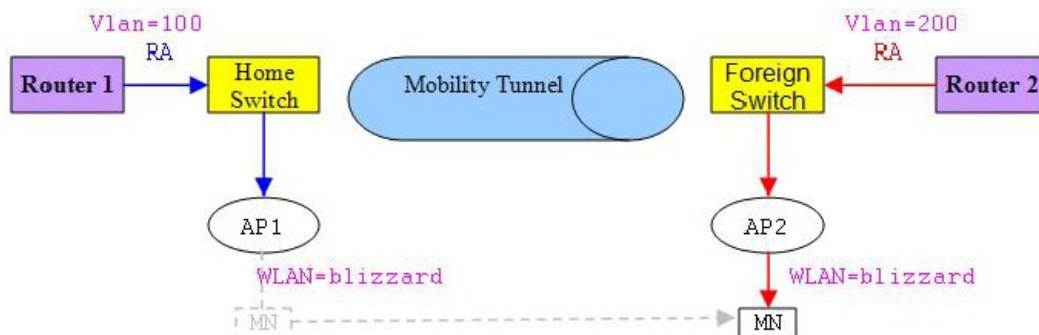 Vlan=100
Vlan=200
RA
RA
Router 1
Home
Switch
Mobility Tunnel
Foreign
Switch
Router 2
AP1
AP2
WLAN=blizzard
WLAN=blizzard
MN
MN